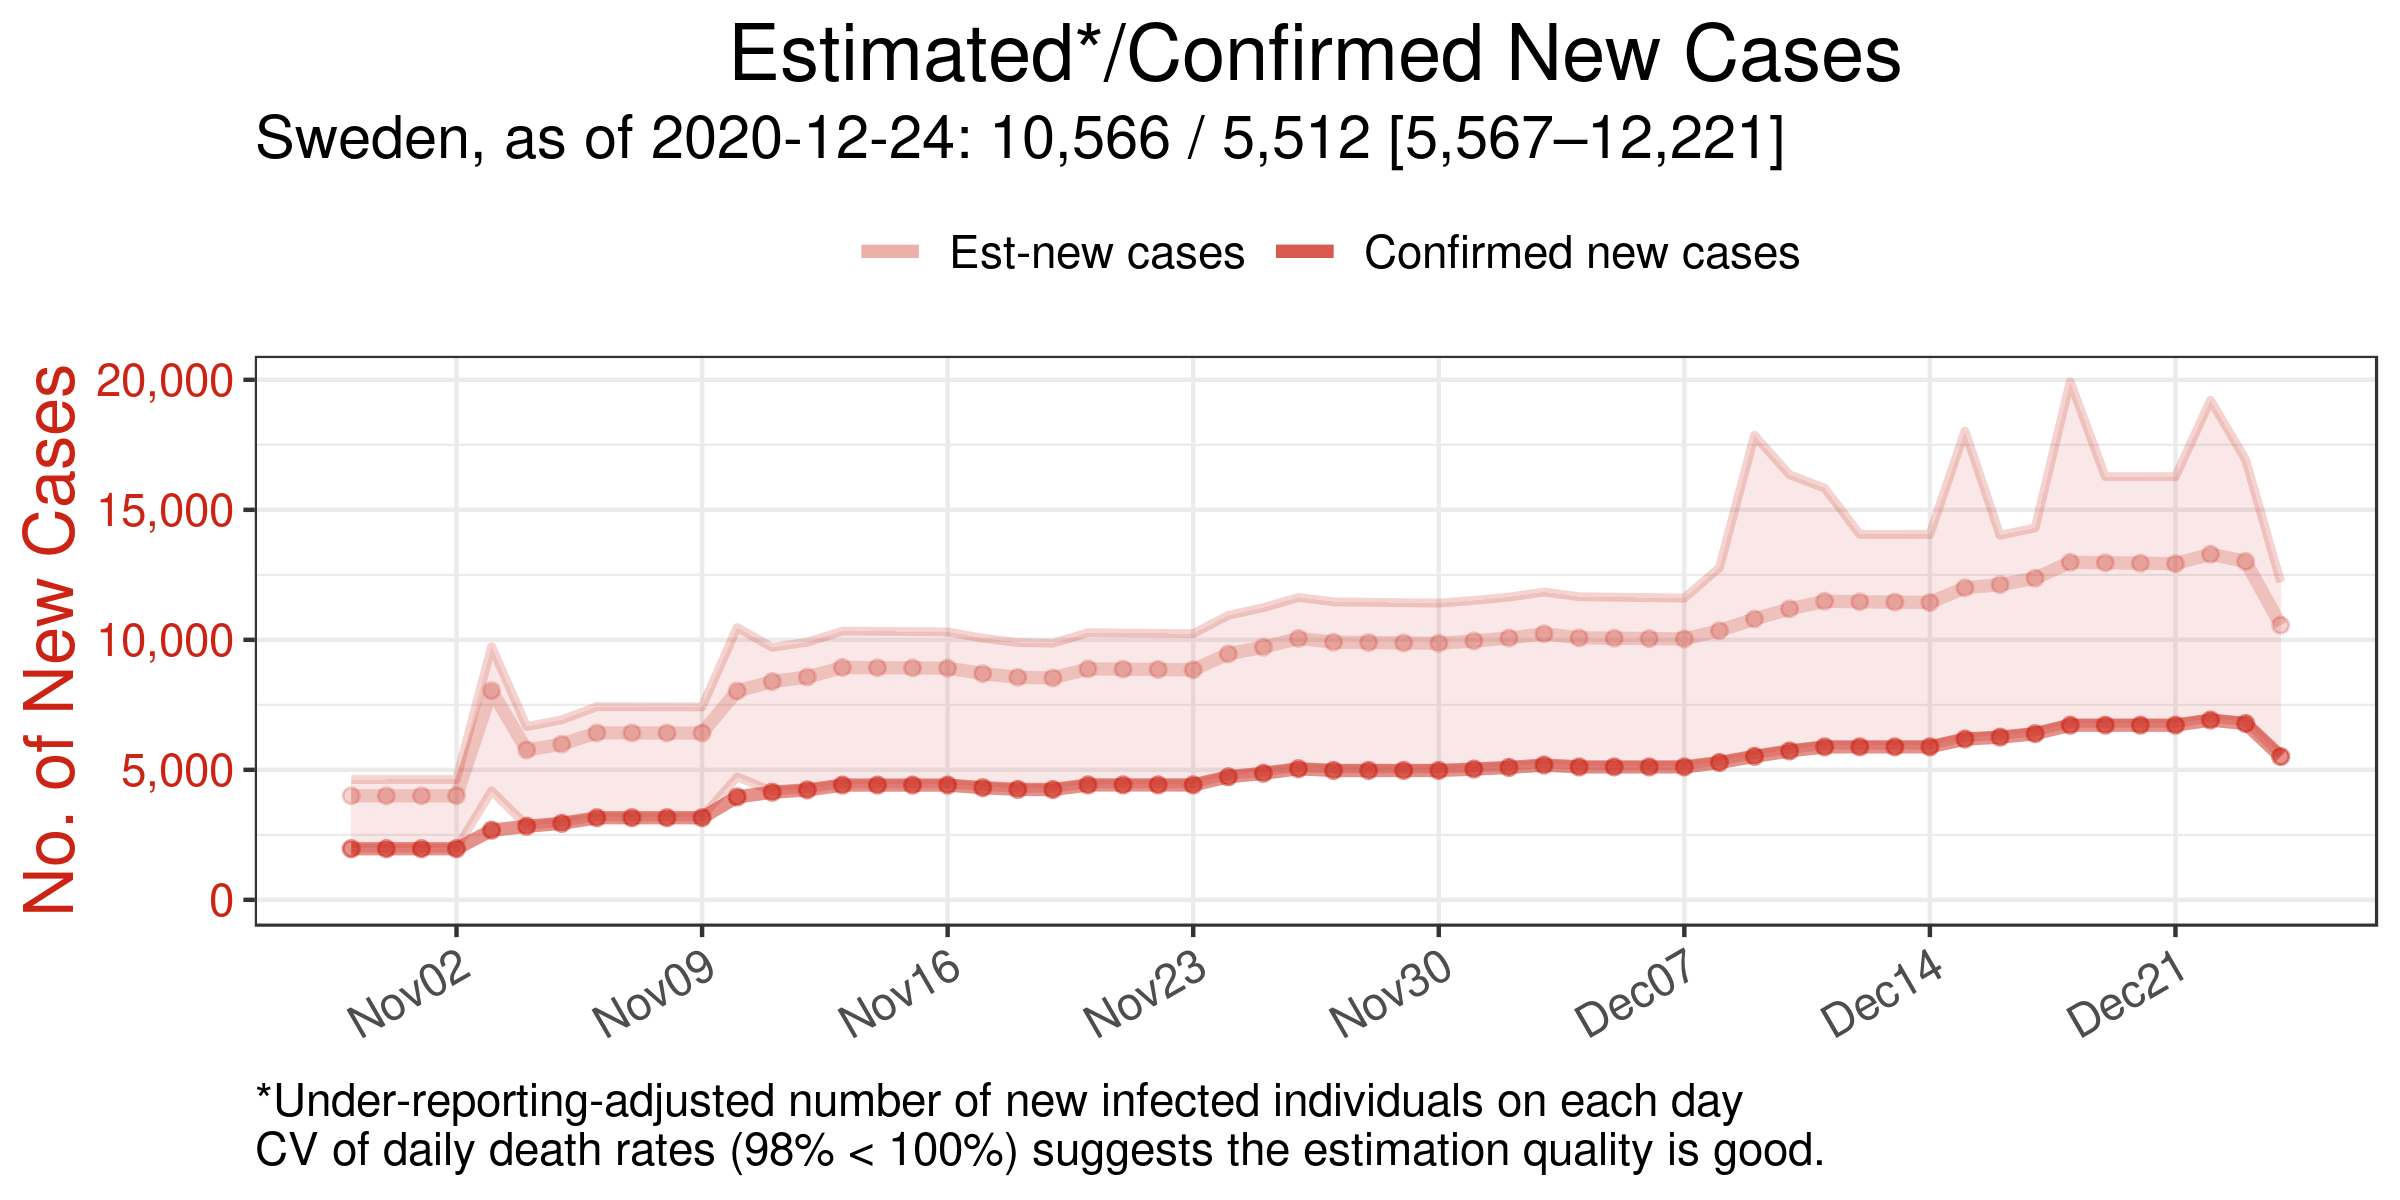 Estimated*/Confirmed New Cases
Sweden, as of 2020-12-24: 10,566 / 5,512 [5,567–12,221]
Est-new cases
Confirmed new cases
No. of New Cases
20,000
15,000
10,000
5,000
0
Nov02
Nov09
Nov16
Nov23
Nov30
Dec07
Dec14
Dec21
*Under-reporting-adjusted number of new infected individuals on each day
CV of daily death rates (98% < 100%) suggests the estimation quality is good.